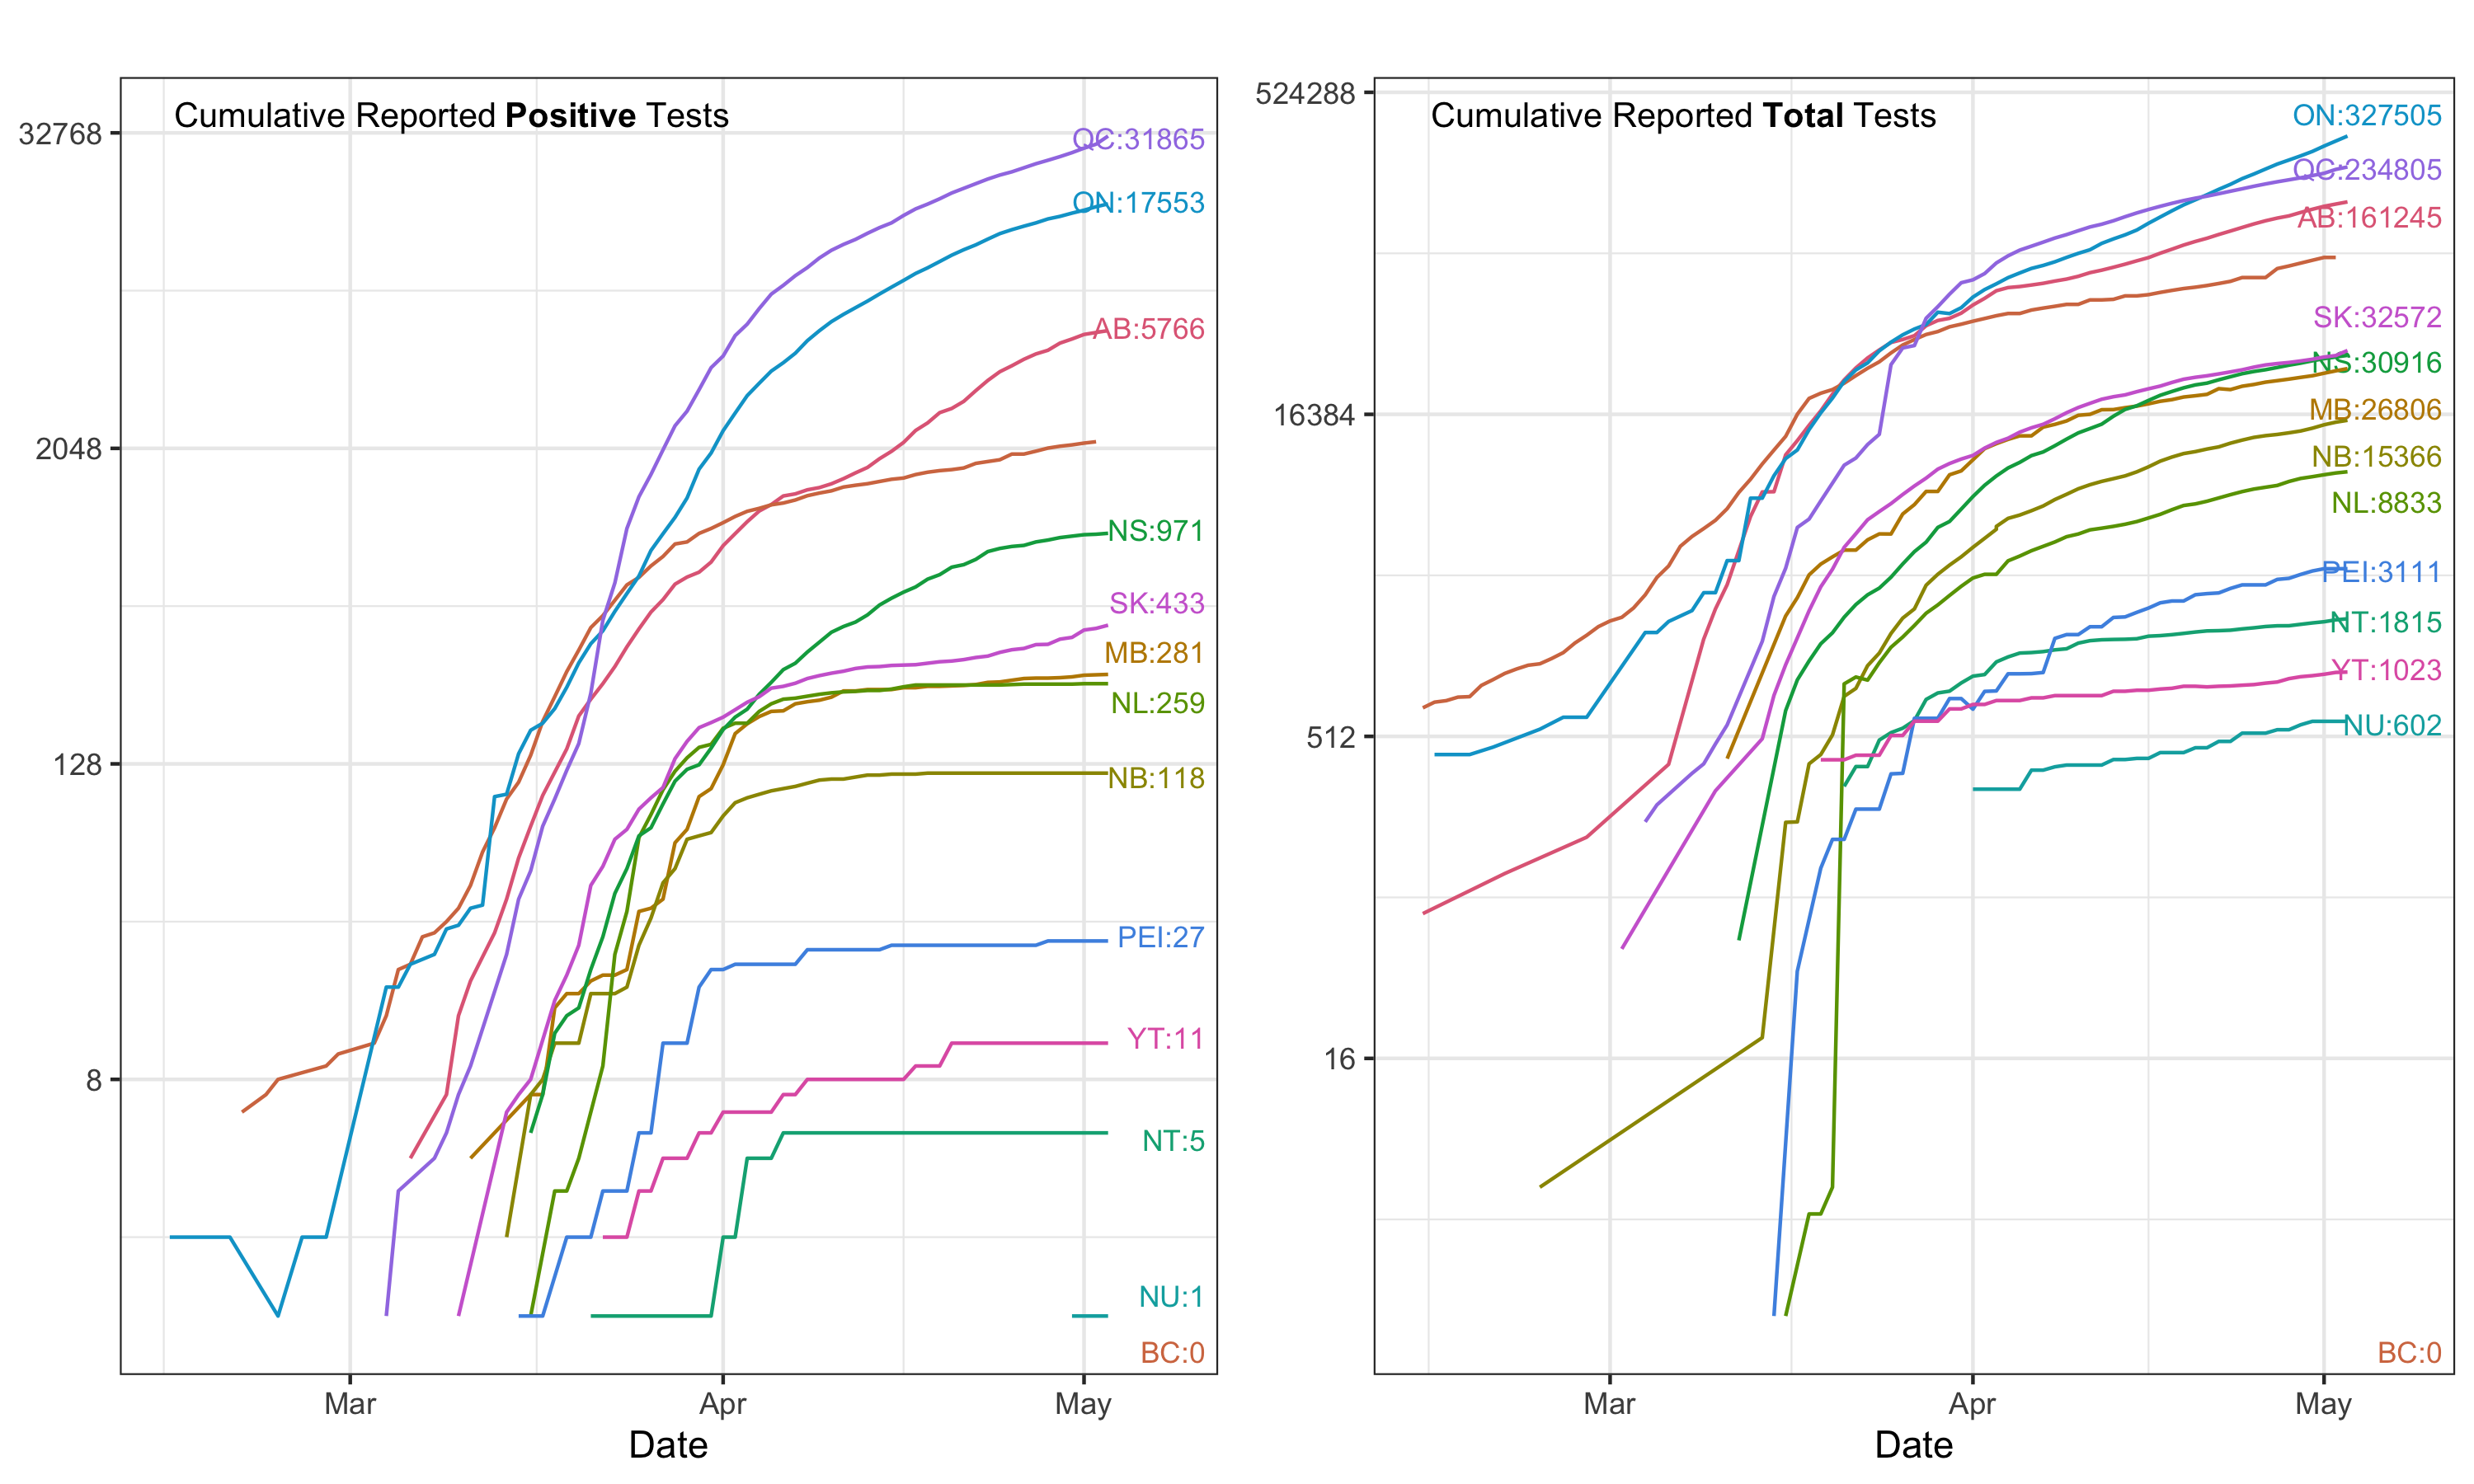 Cumulative Reported Positive Tests
32768
2048
128
8
QC:31865
ON:17553
AB:5766
NS:971
SK:433
MB:281
NL:259
NB:118
PEI:27
YT:11
NT:5
NU:1
BC:0
Mar
Apr
May
Date
Cumulative Reported Total Tests
524288
16384
512
16
ON:327505
QC:234805
AB:161245
SK:32572
NS:30916
MB:26806
NB:15366
NL:8833
PEI:3111
NT:1815
YT:1023
NU:602
BC:0
Mar
Apr
May
Date